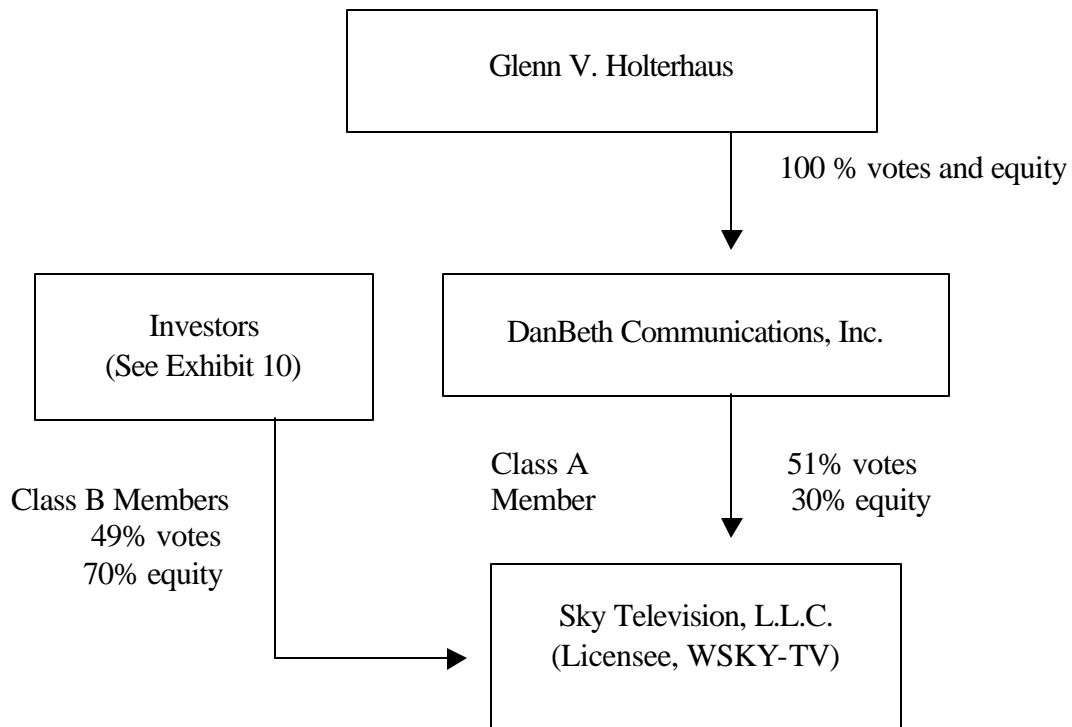 Glenn V. Holterhaus
100 % votes and equity
Investors
(See Exhibit 10)
DanBeth Communications, Inc.
Class A
Member
51% votes
30% equity
Class B Members
49% votes
70% equity
Sky Television, L.L.C.
(Licensee, WSKY-TV)